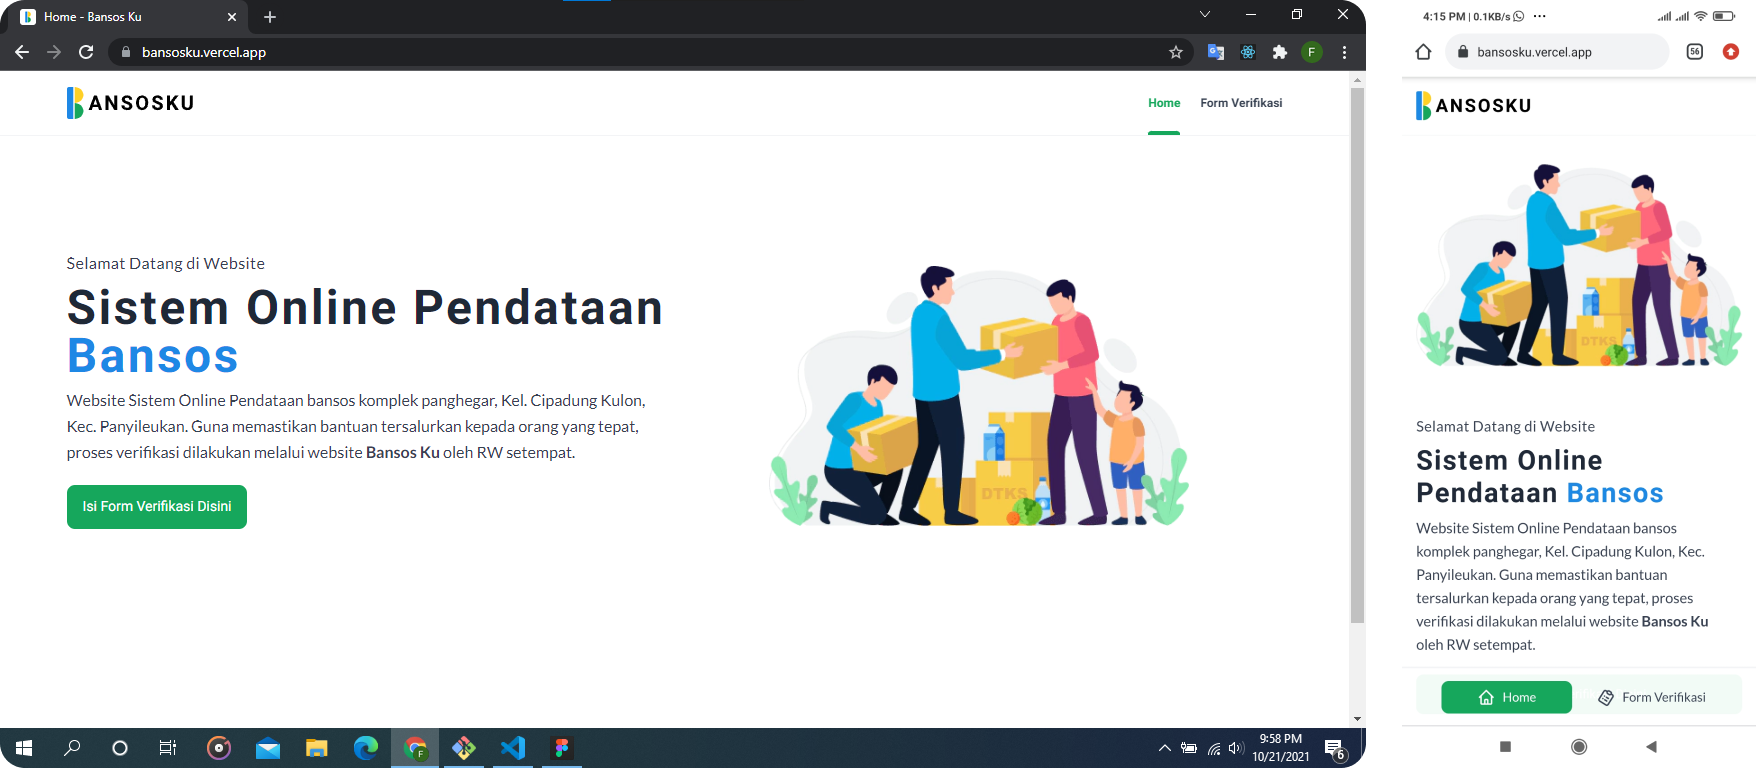 Home - Bansos Ku
bansosku.vercel.app
F
ANSOSKU
Home
Form Verifikasi
Selamat Datang di Website
Sistem Online Pendataan
Bansos
Website Sistem Online Pendataan bansos komplek panghegar, Kel. Cipadung Kulon,
Kec. Panyileukan. Guna memastikan bantuan tersalurkan kepada orang yang tepat,
proses verifikasi dilakukan melalui website Bansos Ku oleh RW setempat.
Isi Form Verifikasi Disini
DTKS
F
9:58 PM
10/21/2021
6
4:15 PM | 0.1KB/s
bansosku.vercel.app
56
ANSOSKU
DTKS
Selamat Datang di Website
Sistem Online
Pendataan Bansos
Website Sistem Online Pendataan bansos
komplek panghegar, Kel. Cipadung Kulon, Kec.
Panyileukan. Guna memastikan bantuan
tersalurkan kepada orang yang tepat, proses
verifikasi dilakukan melalui website Bansos Ku
oleh RW setempat.
Home
Form Verifikasi